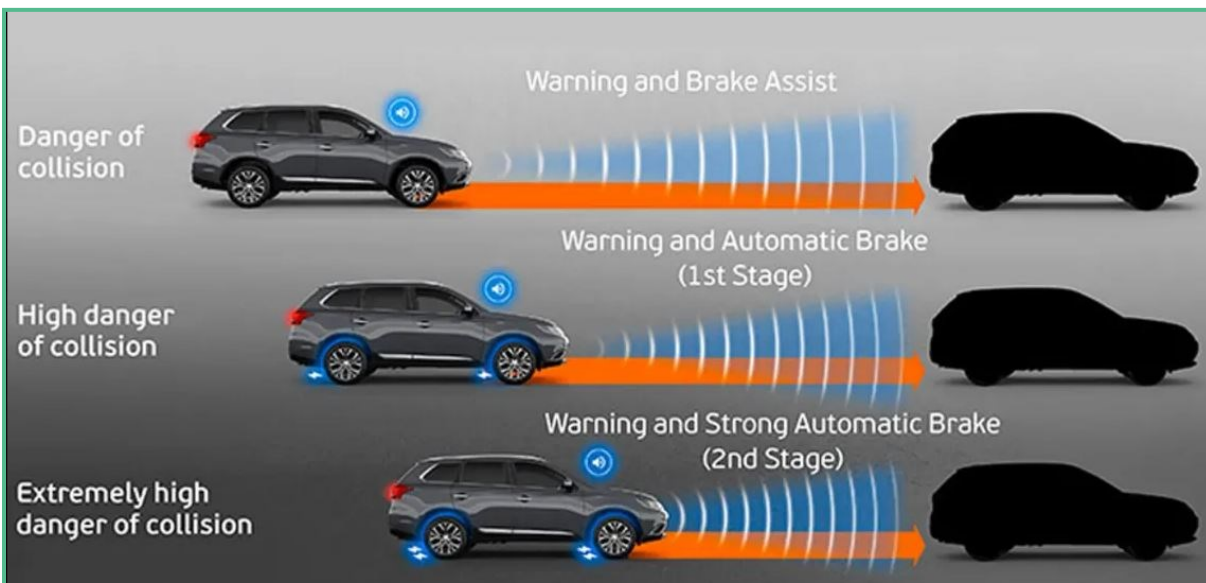 Warning and Brake Assist
Danger of
collision
Warning and Automatic Brake
(1st Stage)
High danger
of collision
Warning and Strong Automatic Brake
(2nd Stage)
Extremely high
danger of collision